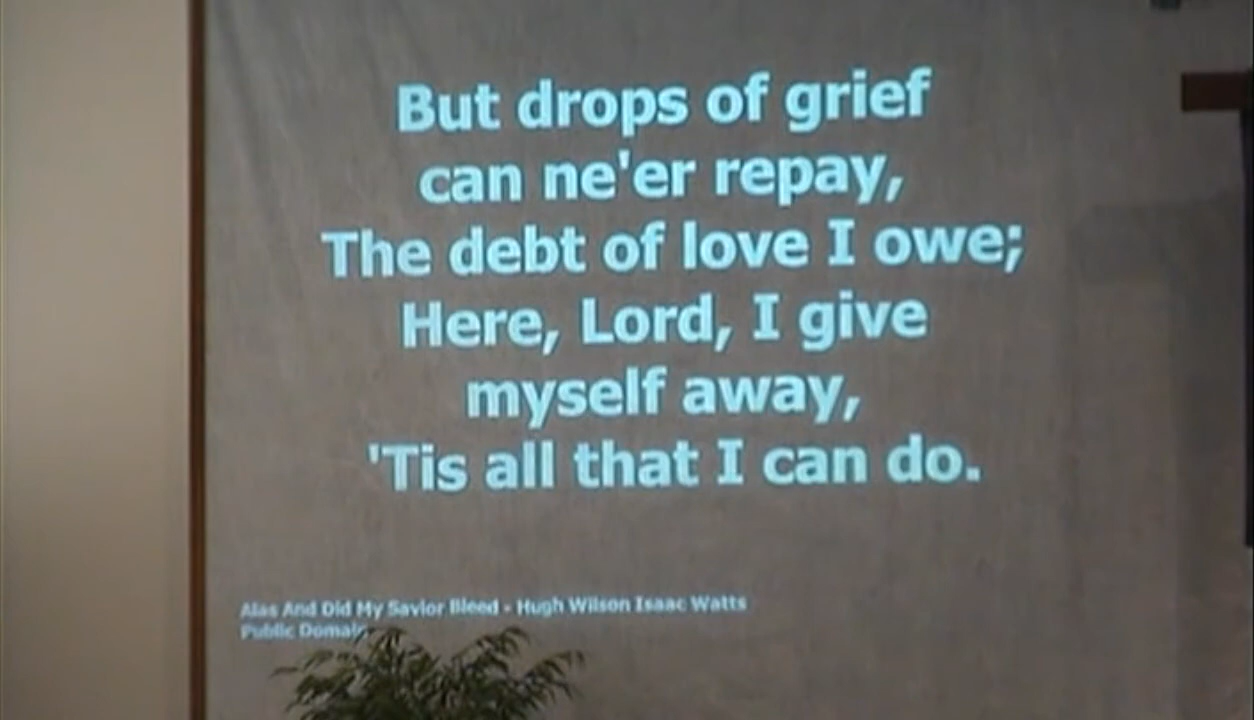 But drops of grief
can ne'er repay,
The debt of love I owe;
Here, Lord, I give
myself away,
'Tis all that I can do.
Alas And Did My Savior Bleed - Hugh Wilson Isaac Watts
Public Domain